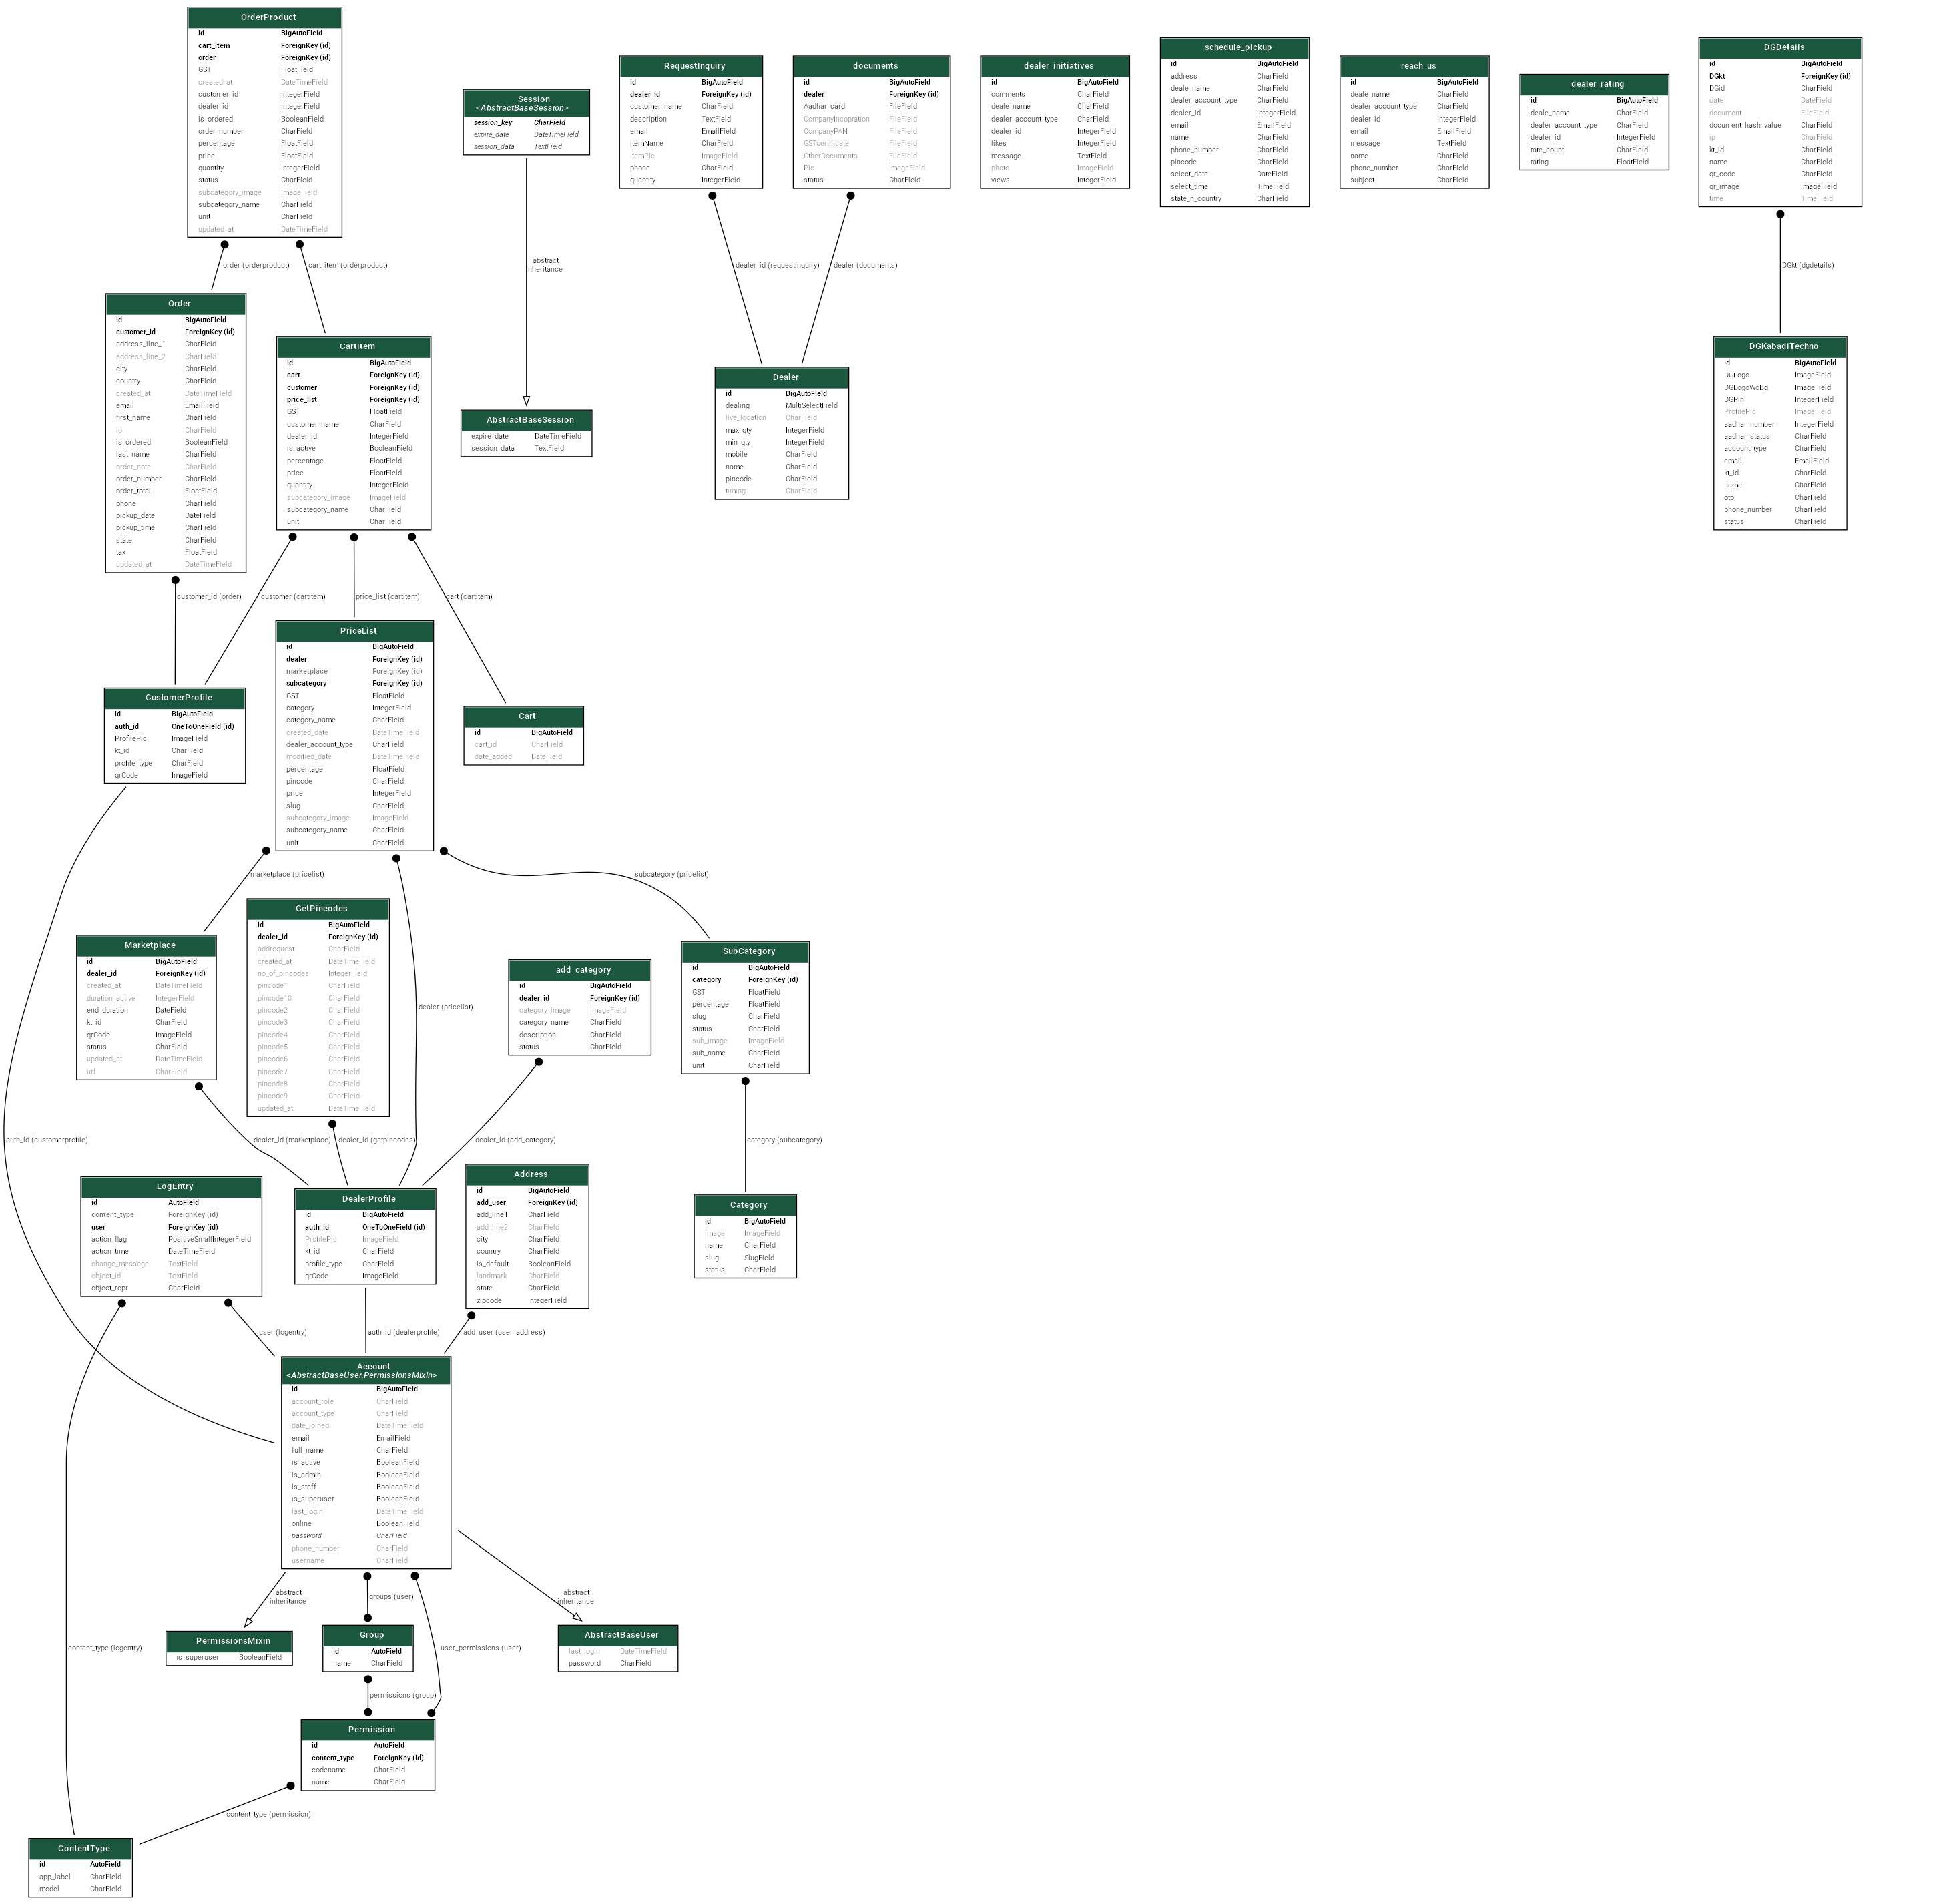 OrderProduct
id BigAutoField
cart_item ForeignKey (id)
order ForeignKey (id)
GST FloatField
created_at DateTimeField
customer_id IntegerField
dealer_id IntegerField
is_ordered BooleanField
order_number CharField
percentage FloatField
price FloatField
quantity IntegerField
status CharField
subcategory_image ImageField
subcategory_name CharField
unit CharField
updated_at DateTimeField
Session
<AbstractBaseSession>
session_key CharField
expire_date DateTimeField
session_data TextField
RequestInquiry
id BigAutoField
dealer_id ForeignKey (id)
customer_name CharField
description TextField
email EmailField
itemName CharField
itemPic ImageField
phone CharField
quantity IntegerField
documents
id BigAutoField
dealer ForeignKey (id)
Aadhar_card FileField
CompanyIncopration FileField
CompanyPAN FileField
GSTcertificate FileField
OtherDocuments FileField
Pic ImageField
status CharField
dealer_initiatives
id BigAutoField
comments CharField
deale_name CharField
dealer_account_type CharField
dealer_id IntegerField
likes IntegerField
message TextField
photo ImageField
views IntegerField
schedule_pickup
id BigAutoField
address CharField
deale_name CharField
dealer_account_type CharField
dealer_id IntegerField
email EmailField
name CharField
phone_number CharField
pincode CharField
select_date DateField
select_time TimeField
state_n_country CharField
reach_us
id BigAutoField
deale_name CharField
dealer_account_type CharField
dealer_id IntegerField
email EmailField
message TextField
name CharField
phone_number CharField
subject CharField
dealer_rating
id BigAutoField
deale_name CharField
dealer_account_type CharField
dealer_id IntegerField
rate_count CharField
rating FloatField
DGDetails
id BigAutoField
DGkt ForeignKey (id)
DGid CharField
date DateField
document FileField
document_hash_value CharField
ip CharField
kt_id CharField
name CharField
qr_code CharField
qr_image ImageField
time TimeField
order (orderproduct)
cart_item (orderproduct)
abstract
inheritance
dealer_id (requestinquiry)
dealer (documents)
DGkt (dgdetails)
Order
id BigAutoField
customer_id ForeignKey (id)
address_line_1 CharField
address_line_2 CharField
city CharField
country CharField
created_at DateTimeField
email EmailField
first_name CharField
ip CharField
is_ordered BooleanField
last_name CharField
order_note CharField
order_number CharField
order_total FloatField
phone CharField
pickup_date DateField
pickup_time CharField
state CharField
tax FloatField
updated_at DateTimeField
CartItem
id BigAutoField
cart ForeignKey (id)
customer ForeignKey (id)
price_list ForeignKey (id)
GST FloatField
customer_name CharField
dealer_id IntegerField
is_active BooleanField
percentage FloatField
price FloatField
quantity IntegerField
subcategory_image ImageField
subcategory_name CharField
unit CharField
AbstractBaseSession
expire_date DateTimeField
session_data TextField
Dealer
id BigAutoField
dealing MultiSelectField
live_location CharField
max_qty IntegerField
min_qty IntegerField
mobile CharField
name CharField
pincode CharField
timing CharField
DGKabadiTechno
id BigAutoField
DGLogo ImageField
DGLogoWoBg ImageField
DGPin IntegerField
ProfilePic ImageField
aadhar_number IntegerField
aadhar_status CharField
account_type CharField
email EmailField
kt_id CharField
name CharField
otp CharField
phone_number CharField
status CharField
customer_id (order)
customer (cartitem)
price_list (cartitem)
cart (cartitem)
PriceList
id BigAutoField
dealer ForeignKey (id)
marketplace ForeignKey (id)
subcategory ForeignKey (id)
GST FloatField
category IntegerField
category_name CharField
created_date DateTimeField
dealer_account_type CharField
modified_date DateTimeField
percentage FloatField
pincode CharField
price IntegerField
slug CharField
subcategory_image ImageField
subcategory_name CharField
unit CharField
CustomerProfile
id BigAutoField
auth_id OneToOneField (id)
ProfilePic ImageField
kt_id CharField
profile_type CharField
qrCode ImageField
Cart
id BigAutoField
cart_id CharField
date_added DateField
marketplace (pricelist)
subcategory (pricelist)
GetPincodes
id BigAutoField
dealer_id ForeignKey (id)
addrequest CharField
created_at DateTimeField
no_of_pincodes IntegerField
pincode1 CharField
pincode10 CharField
pincode2 CharField
pincode3 CharField
pincode4 CharField
pincode5 CharField
pincode6 CharField
pincode7 CharField
pincode8 CharField
pincode9 CharField
updated_at DateTimeField
Marketplace
id BigAutoField
dealer_id ForeignKey (id)
created_at DateTimeField
duration_active IntegerField
end_duration DateField
kt_id CharField
qrCode ImageField
status CharField
updated_at DateTimeField
url CharField
dealer (pricelist)
add_category
id BigAutoField
dealer_id ForeignKey (id)
category_image ImageField
category_name CharField
description CharField
status CharField
SubCategory
id BigAutoField
category ForeignKey (id)
GST FloatField
percentage FloatField
slug CharField
status CharField
sub_image ImageField
sub_name CharField
unit CharField
auth_id (customerprofile)
dealer_id (marketplace)
dealer_id (getpincodes)
dealer_id (add_category)
category (subcategory)
LogEntry
id AutoField
content_type ForeignKey (id)
user ForeignKey (id)
action_flag PositiveSmallIntegerField
action_time DateTimeField
change_message TextField
object_id TextField
object_repr CharField
DealerProfile
id BigAutoField
auth_id OneToOneField (id)
ProfilePic ImageField
kt_id CharField
profile_type CharField
qrCode ImageField
Address
id BigAutoField
add_user ForeignKey (id)
add_line1 CharField
add_line2 CharField
city CharField
country CharField
is_default BooleanField
landmark CharField
state CharField
zipcode IntegerField
Category
id BigAutoField
image ImageField
name CharField
slug SlugField
status CharField
user (logentry)
auth_id (dealerprofile)
add_user (user_address)
Account
<AbstractBaseUser,PermissionsMixin>
id BigAutoField
account_role CharField
account_type CharField
date_joined DateTimeField
email EmailField
full_name CharField
is_active BooleanField
is_admin BooleanField
is_staff BooleanField
is_superuser BooleanField
last_login DateTimeField
online BooleanField
password CharField
phone_number CharField
username CharField
abstract
inheritance
groups (user)
abstract
inheritance
content_type (logentry)
PermissionsMixin
is_superuser BooleanField
Group
id AutoField
name CharField
user_permissions (user)
AbstractBaseUser
last_login DateTimeField
password CharField
permissions (group)
Permission
id AutoField
content_type ForeignKey (id)
codename CharField
name CharField
content_type (permission)
ContentType
id AutoField
app_label CharField
model CharField